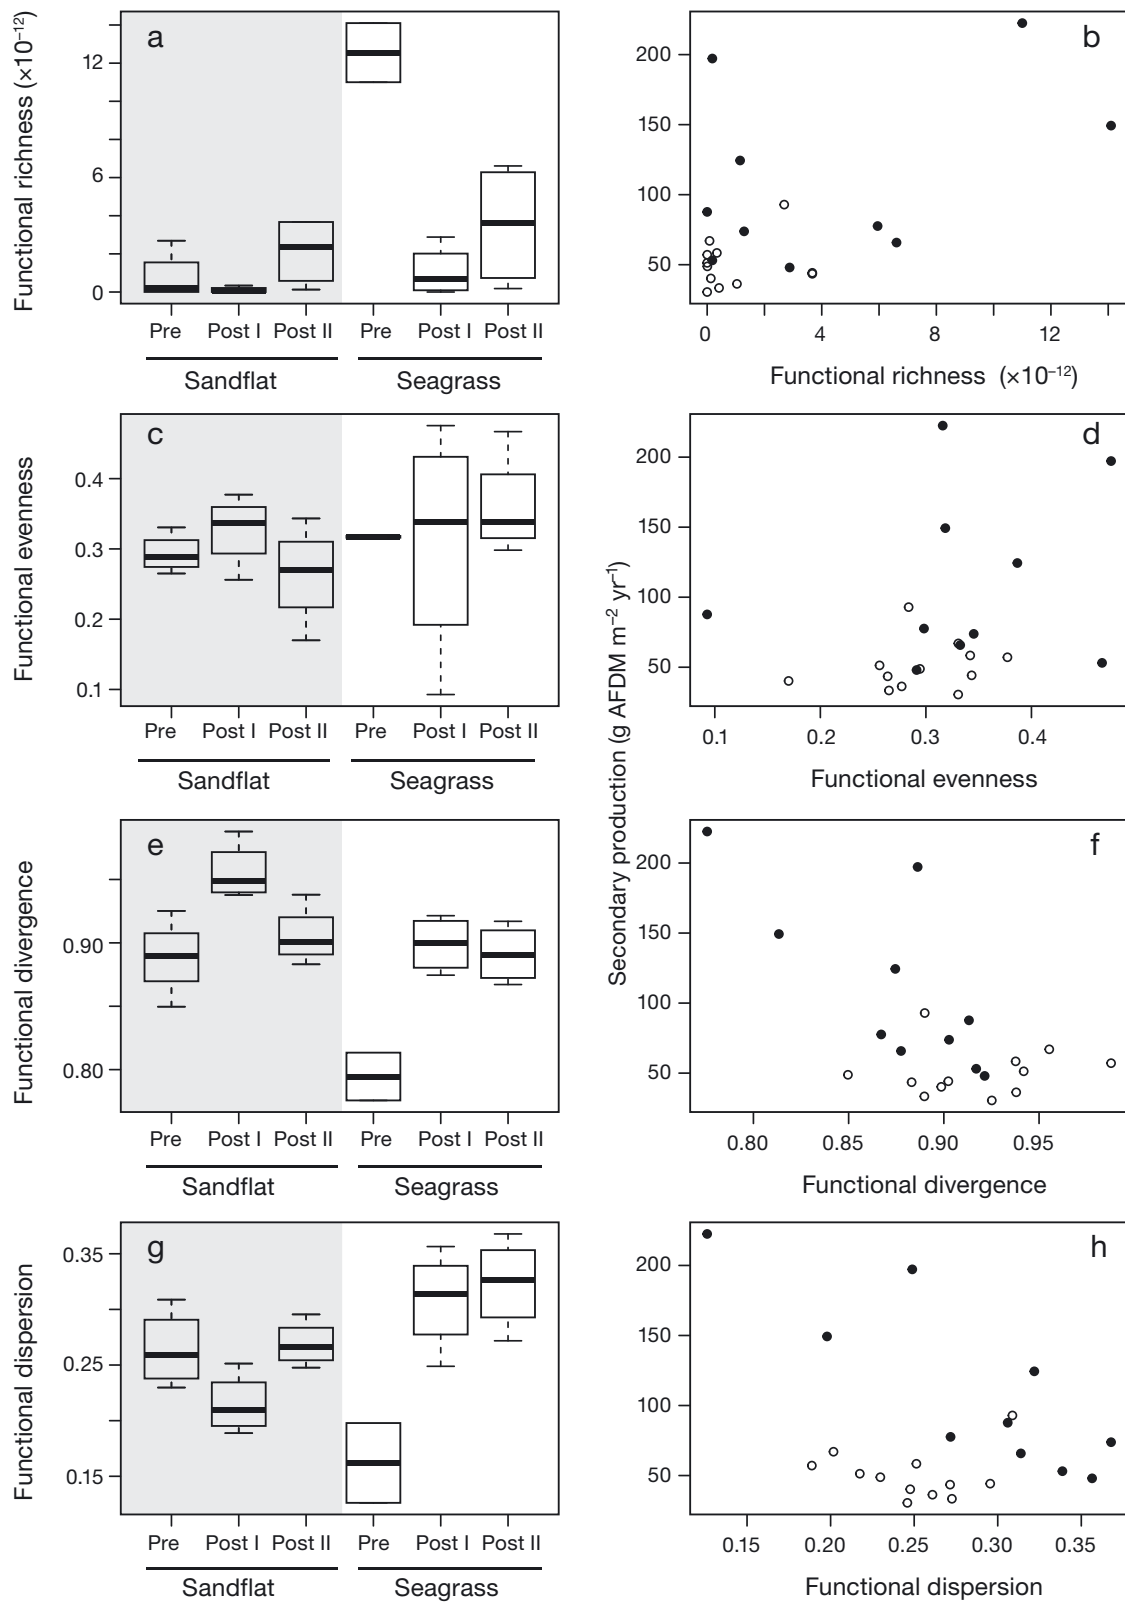 a
Functional richness (×10⁻¹²)
12
6
0
Pre Post I Post II Pre Post I Post II
Sandflat Seagrass
b
200
150
100
50
0 4 8 12
Functional richness (×10⁻¹²)
c
Functional evenness
0.4
0.3
0.2
0.1
Pre Post I Post II Pre Post I Post II
Sandflat Seagrass
d
200
150
100
50
0.1 0.2 0.3 0.4
Functional evenness
Secondary production (g AFDM m⁻² yr⁻¹)
e
Functional divergence
0.90
0.80
Pre Post I Post II Pre Post I Post II
Sandflat Seagrass
f
200
150
100
50
0.80 0.85 0.90 0.95
Functional divergence
g
Functional dispersion
0.35
0.25
0.15
Pre Post I Post II Pre Post I Post II
Sandflat Seagrass
h
200
150
100
50
0.15 0.20 0.25 0.30 0.35
Functional dispersion